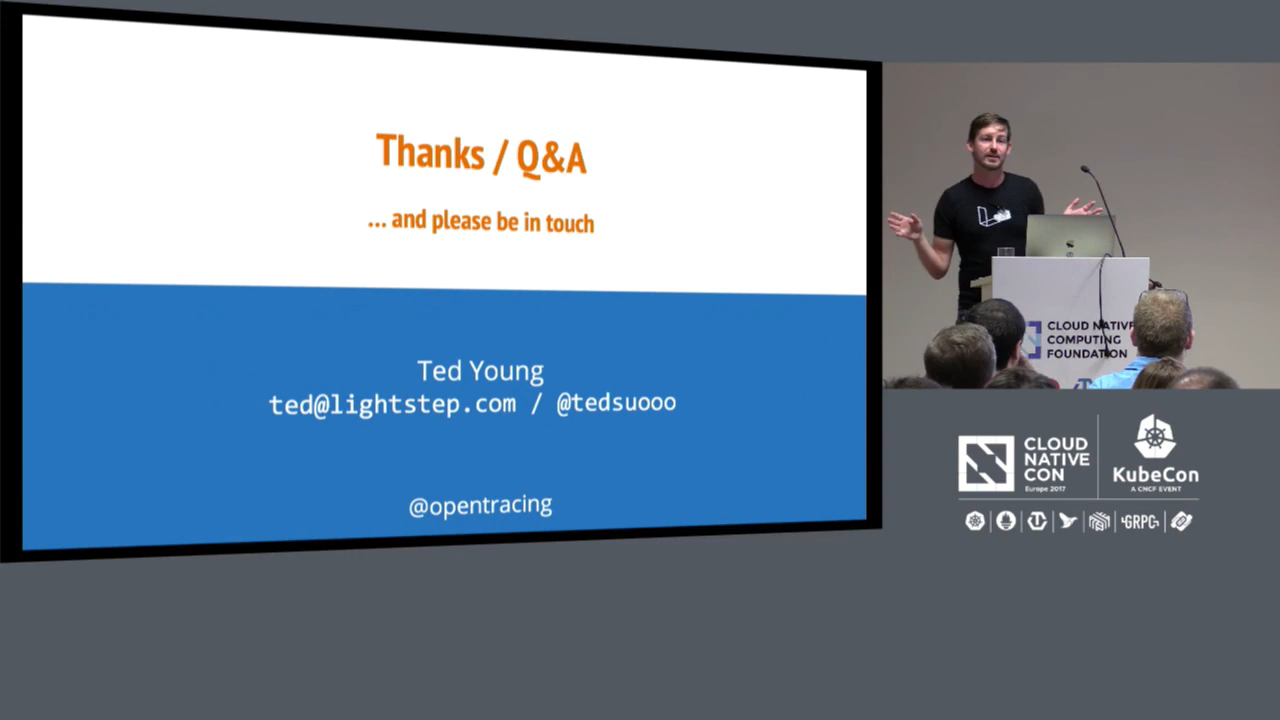 Thanks / Q&A
... and please be in touch
Ted Young
ted@lightstep.com / @tedsuooo
@opentracing
CLOUD NATIVE
COMPUTING
FOUNDATION
CLOUD
NATIVE
CON
Europe 2017
KubeCon
A CNCF EVENT
GRPC